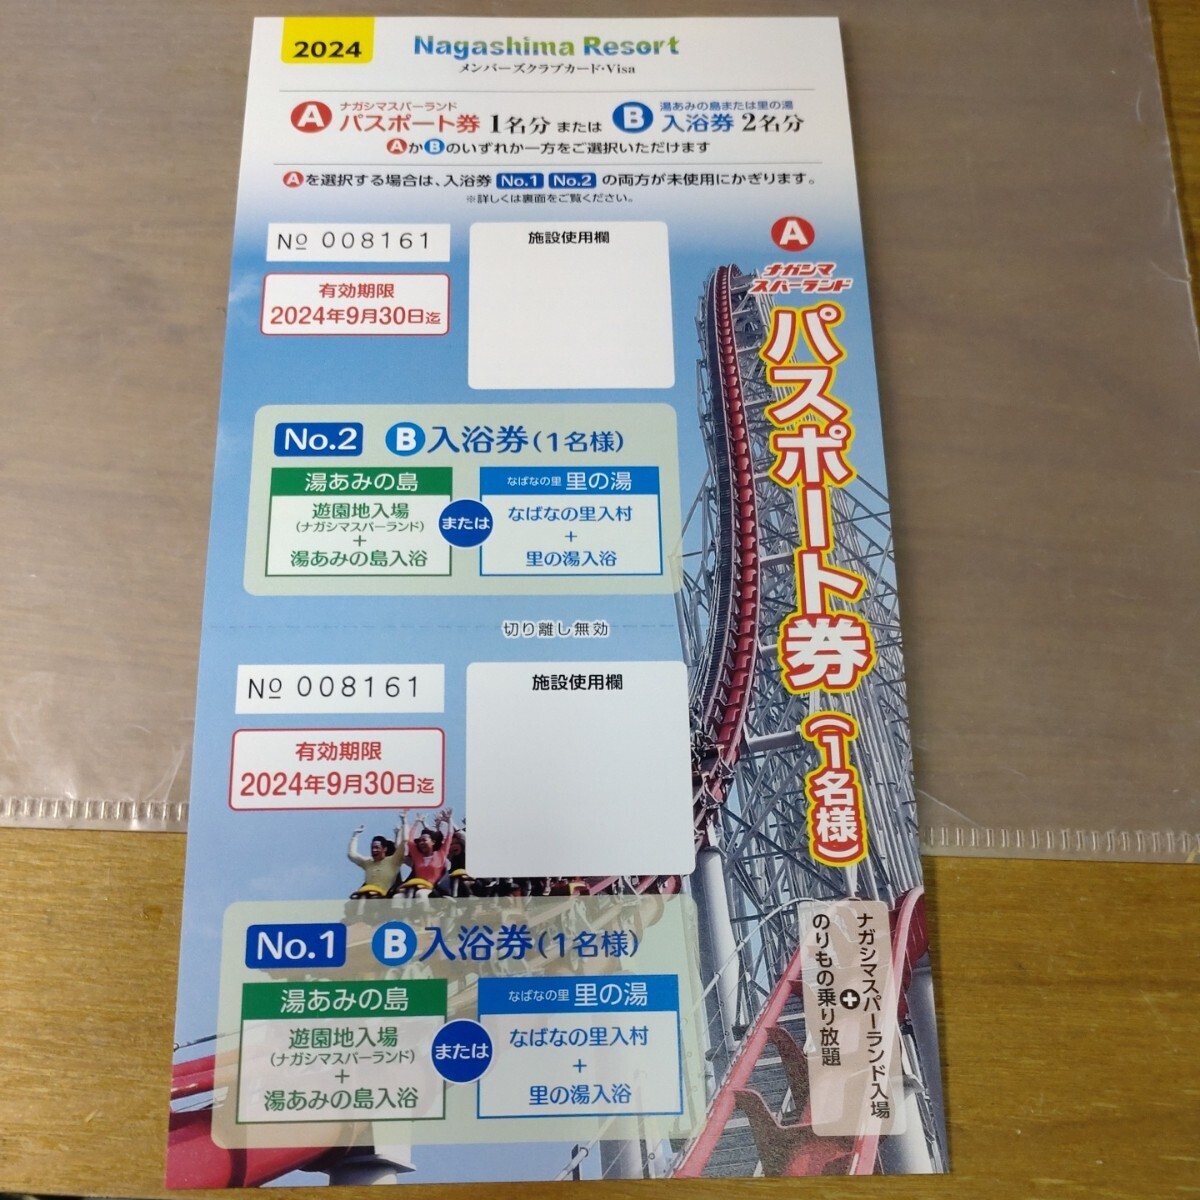 2024
Nagashima Resort
メンバーズクラブカード・Visa
A ナガシマスパーランド パスポート券 1名分 または B 湯あみの島または里の湯 入浴券 2名分
AかBのいずれか一方をご選択いただけます
Aを選択する場合は、入浴券 No.1 No.2 の両方が未使用にかぎります。
※詳しくは裏面をご覧ください。
No 008161
施設使用欄
有効期限
2024年9月30日迄
No.2 B 入浴券(1名様)
湯あみの島
遊園地入場
(ナガシマスパーランド)
+
湯あみの島入浴
または
なばなの里 里の湯
なばなの里入村
+
里の湯入浴
切り離し無効
No 008161
施設使用欄
有効期限
2024年9月30日迄
No.1 B 入浴券(1名様)
湯あみの島
遊園地入場
(ナガシマスパーランド)
+
湯あみの島入浴
または
なばなの里 里の湯
なばなの里入村
+
里の湯入浴
A
ナガシマ
スパーランド
パスポート券(1名様)
ナガシマスパーランド入場
+
のりもの乗り放題